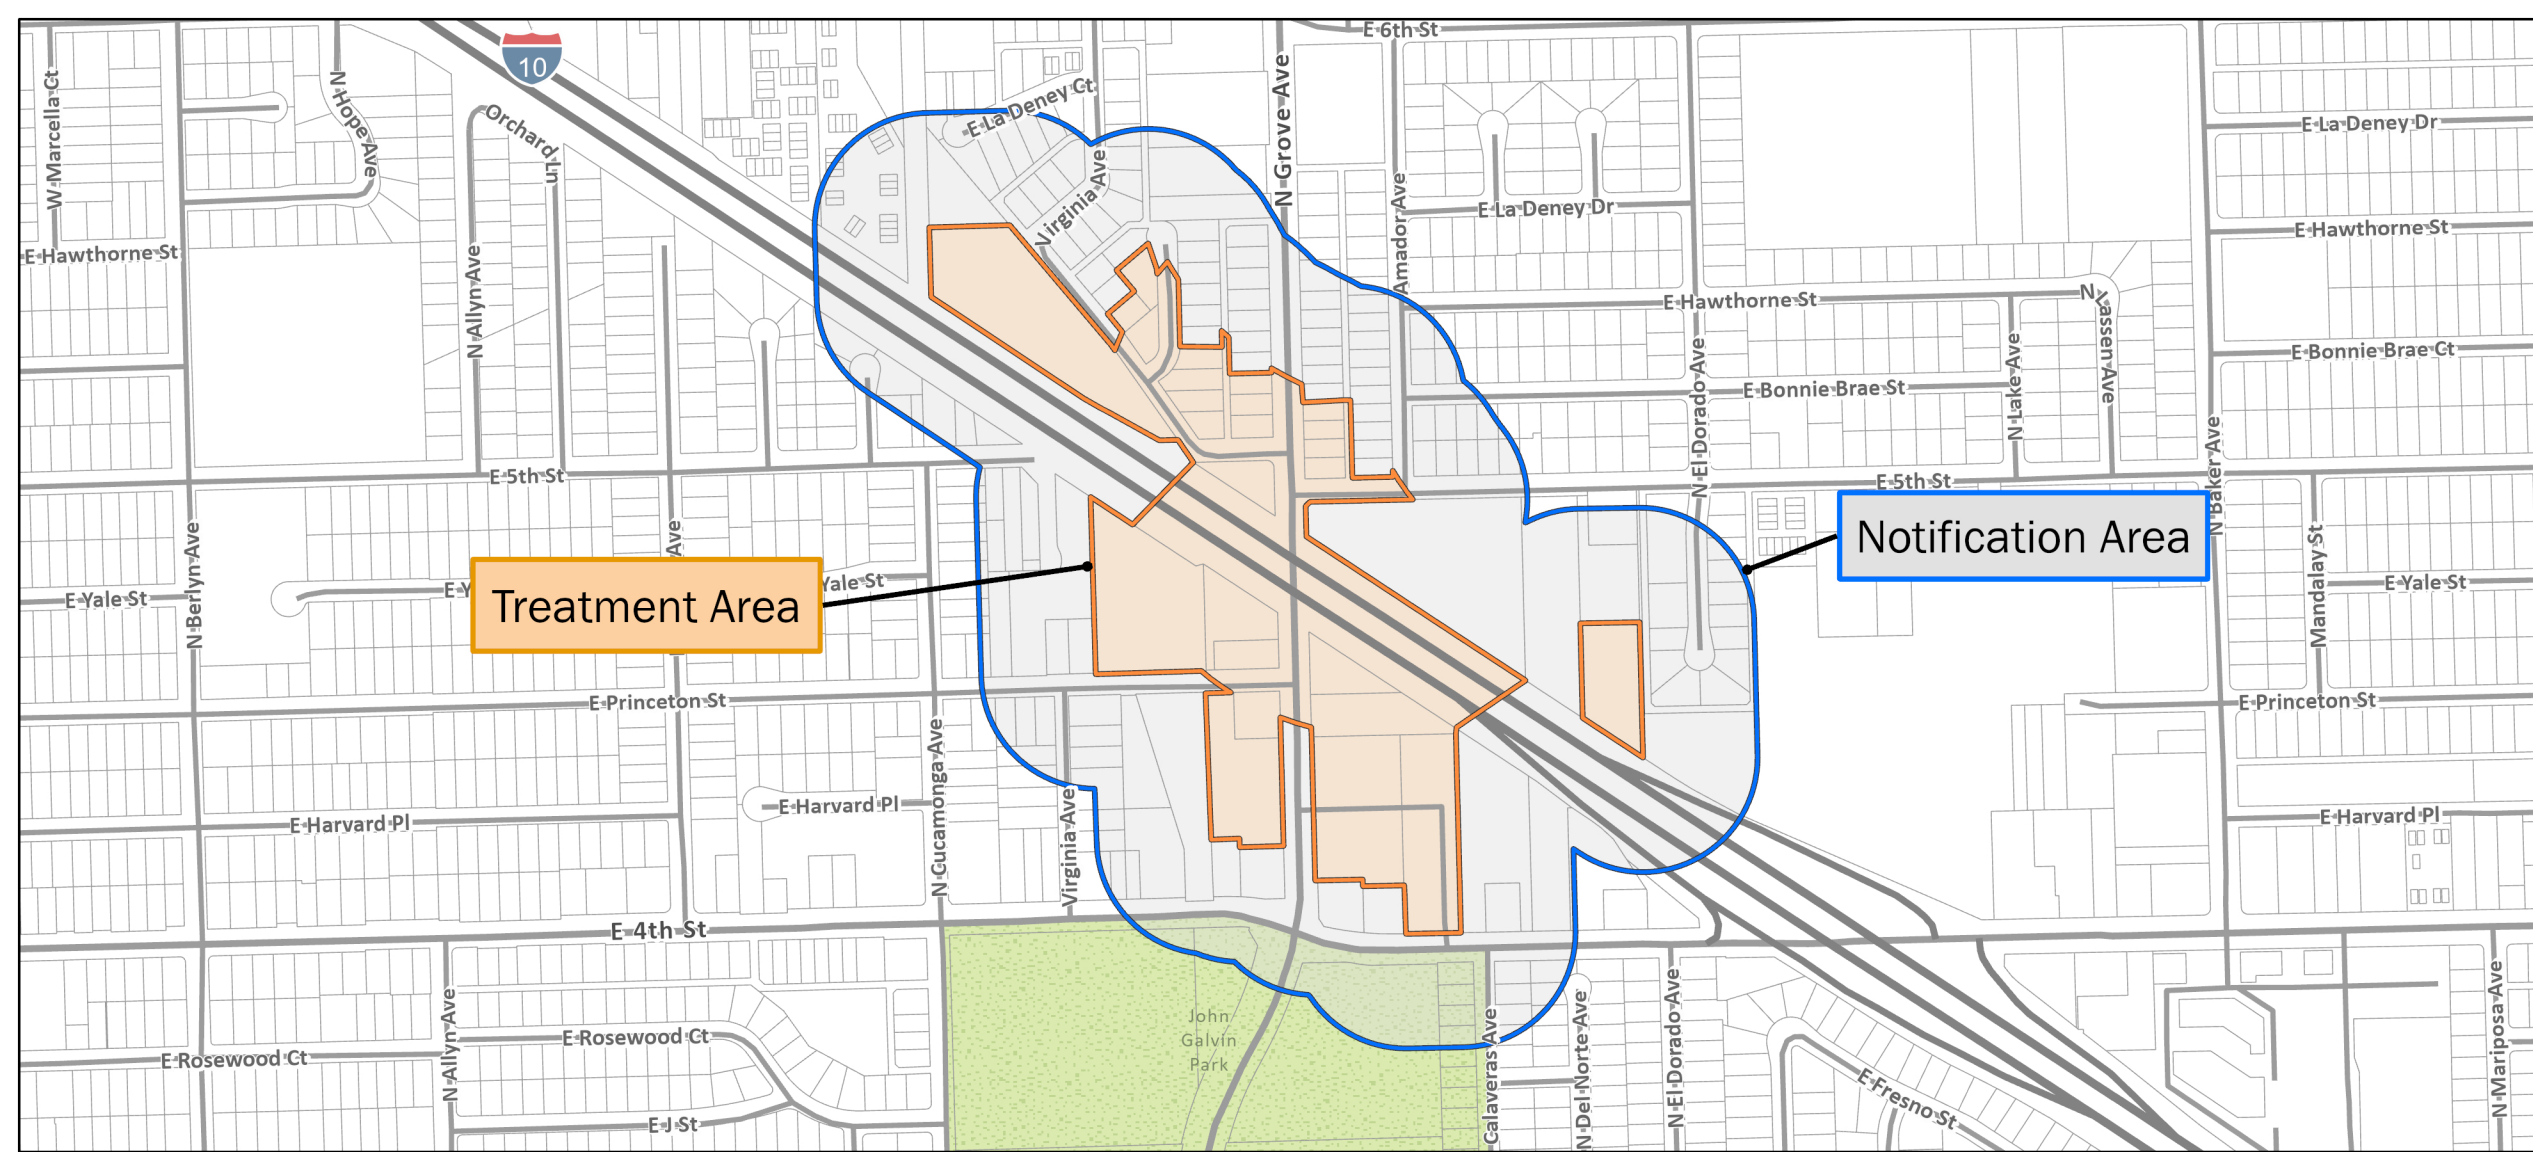 E 6th St
10
W Marcella Ct
N Hope Ave
Orchard Ln
E La Deney Ct
N Grove Ave
E La Deney Dr
Virginia Ave
Amador Ave
E La Deney Dr
E Hawthorne St
E Hawthorne St
N Allyn Ave
E Hawthorne St
N Lassen Ave
E Bonnie Brae Ct
N El Dorado Ave
E Bonnie Brae St
N Lake Ave
N Baker Ave
E 5th St
E 5th St
Notification Area
N Berlyn Ave
Ave
Mandalay St
E Yale St
E Y
Treatment Area
Yale St
E Yale St
E Princeton St
E Princeton St
N Cucamonga Ave
Virginia Ave
E Harvard Pl
E Harvard Pl
E Harvard Pl
E 4th St
John
Galvin
Park
N Allyn Ave
E Rosewood Ct
E Rosewood Ct
Calaveras Ave
N Del Norte Ave
N El Dorado Ave
N Mariposa Ave
E Fresno St
E J St